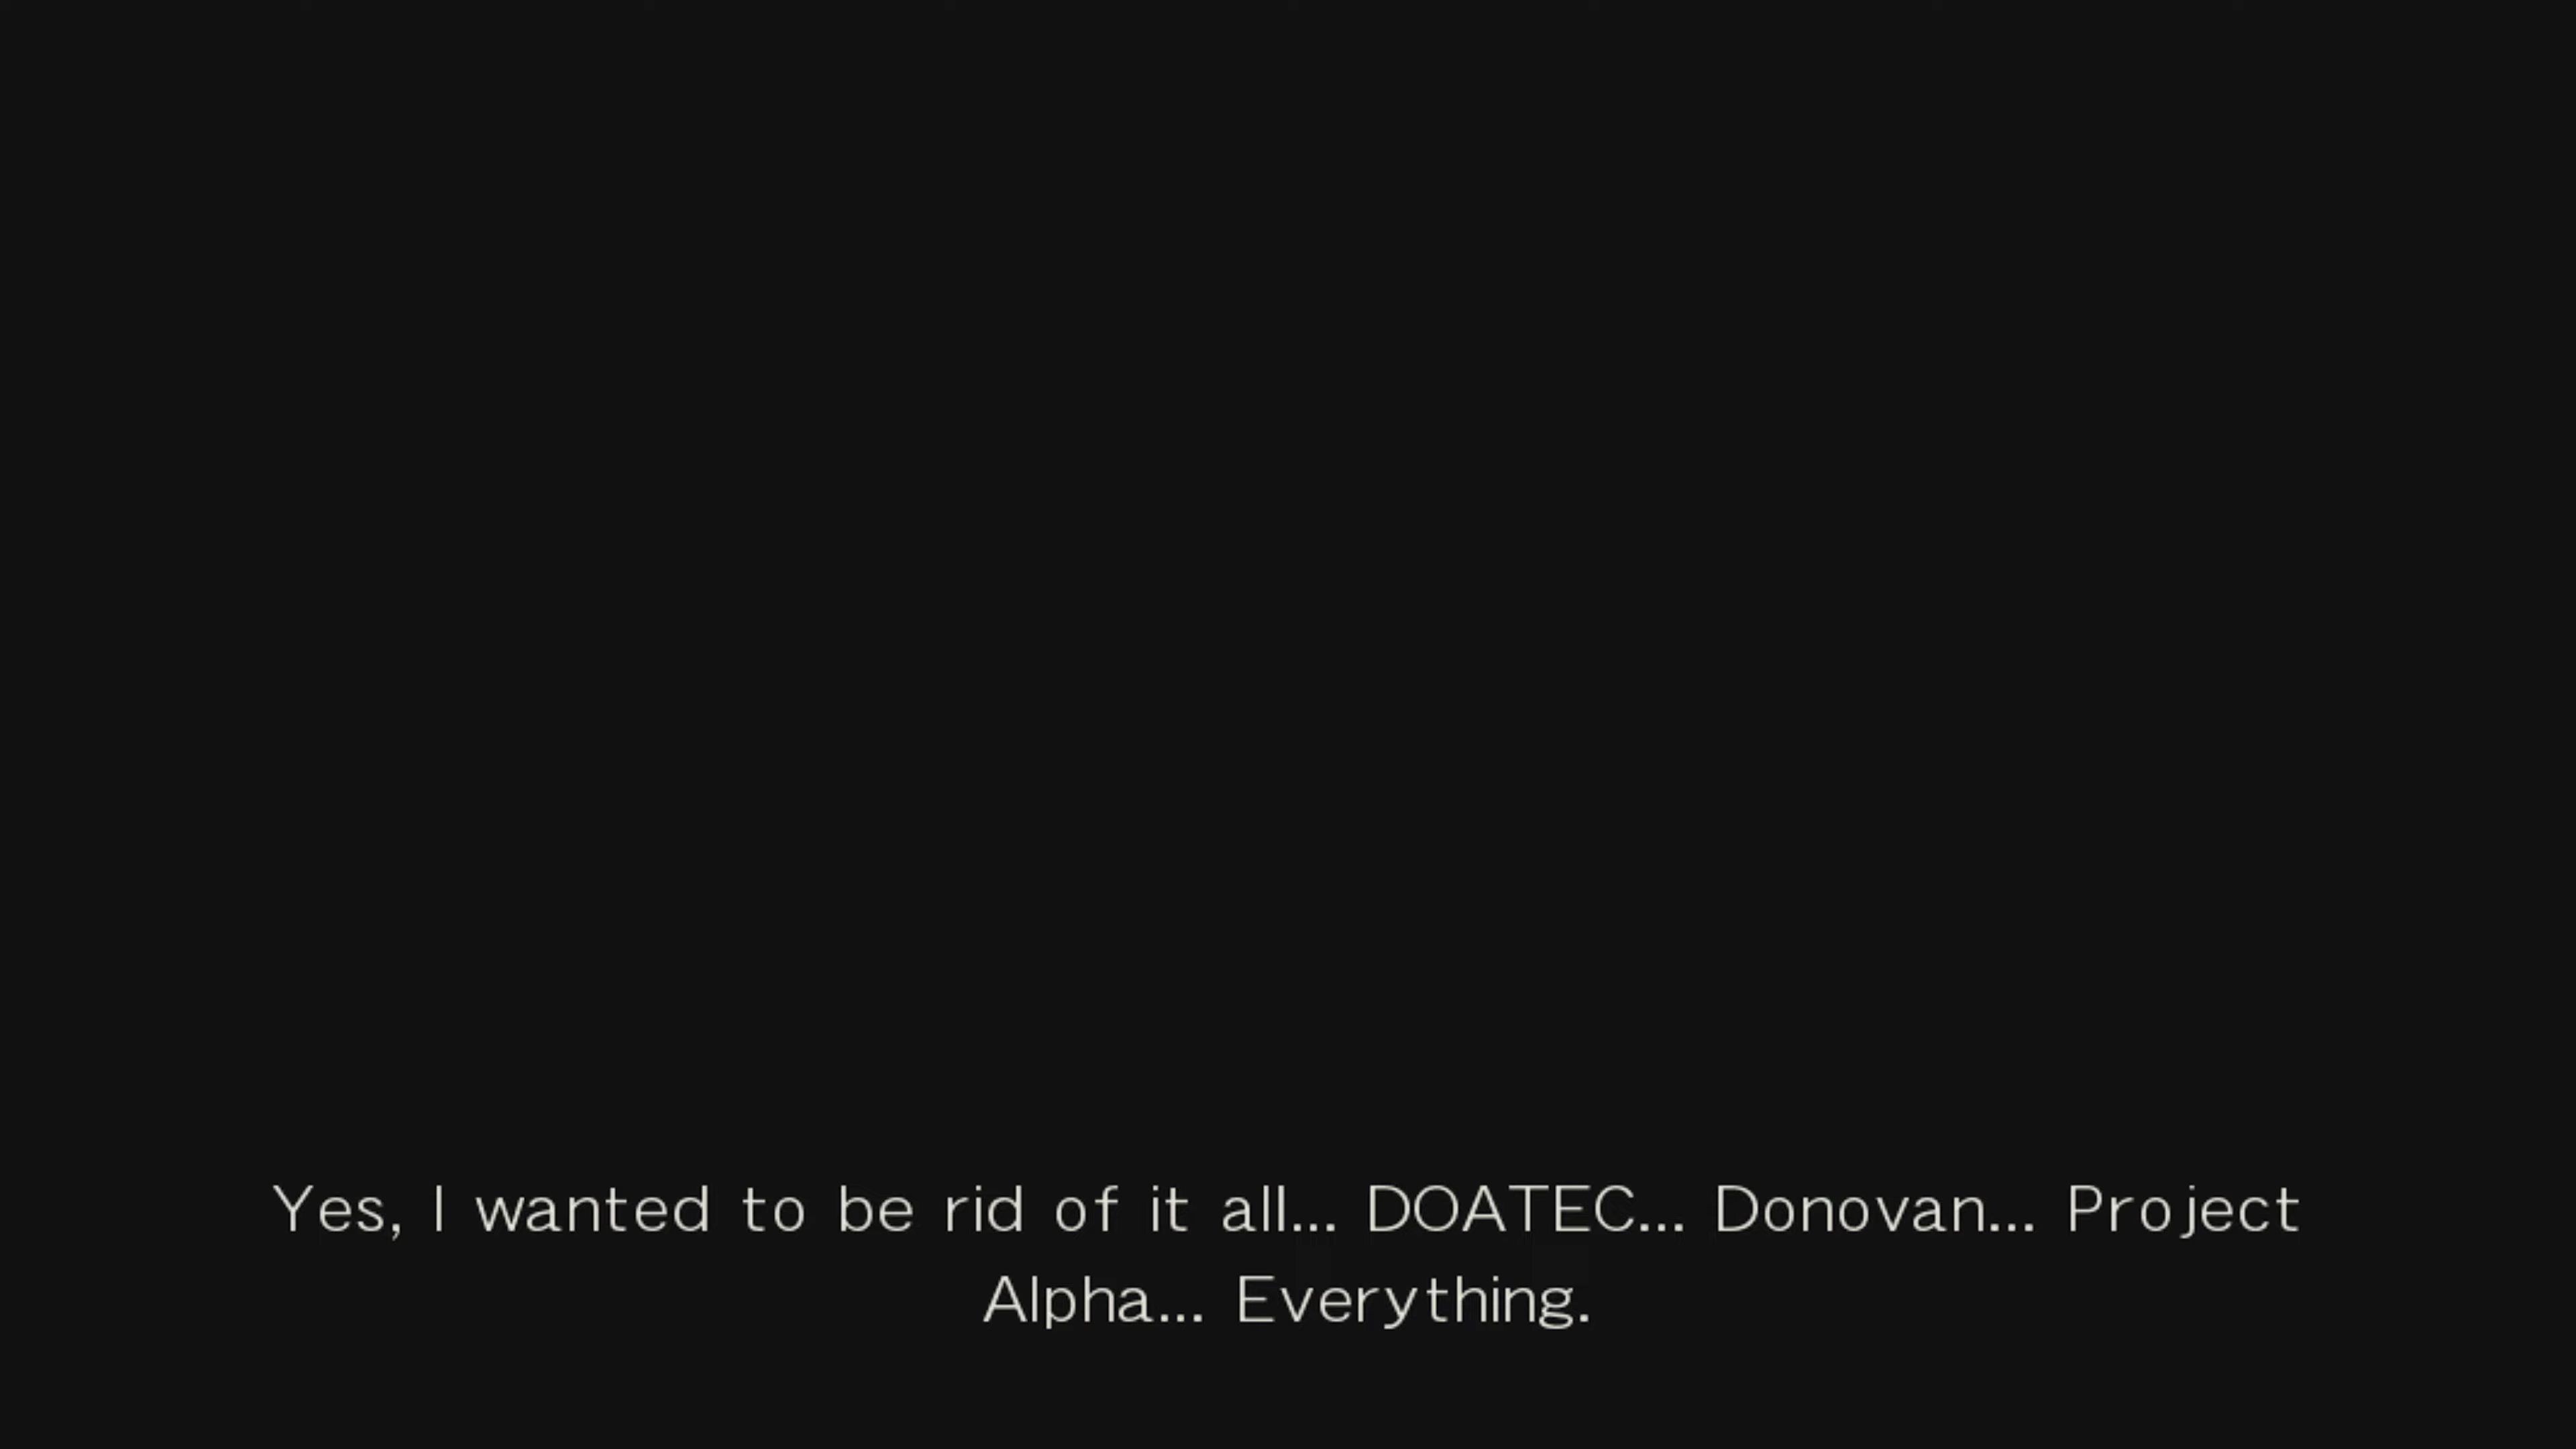 Yes, I wanted to be rid of it all... DOATEC... Donovan... Project
Alpha... Everything.